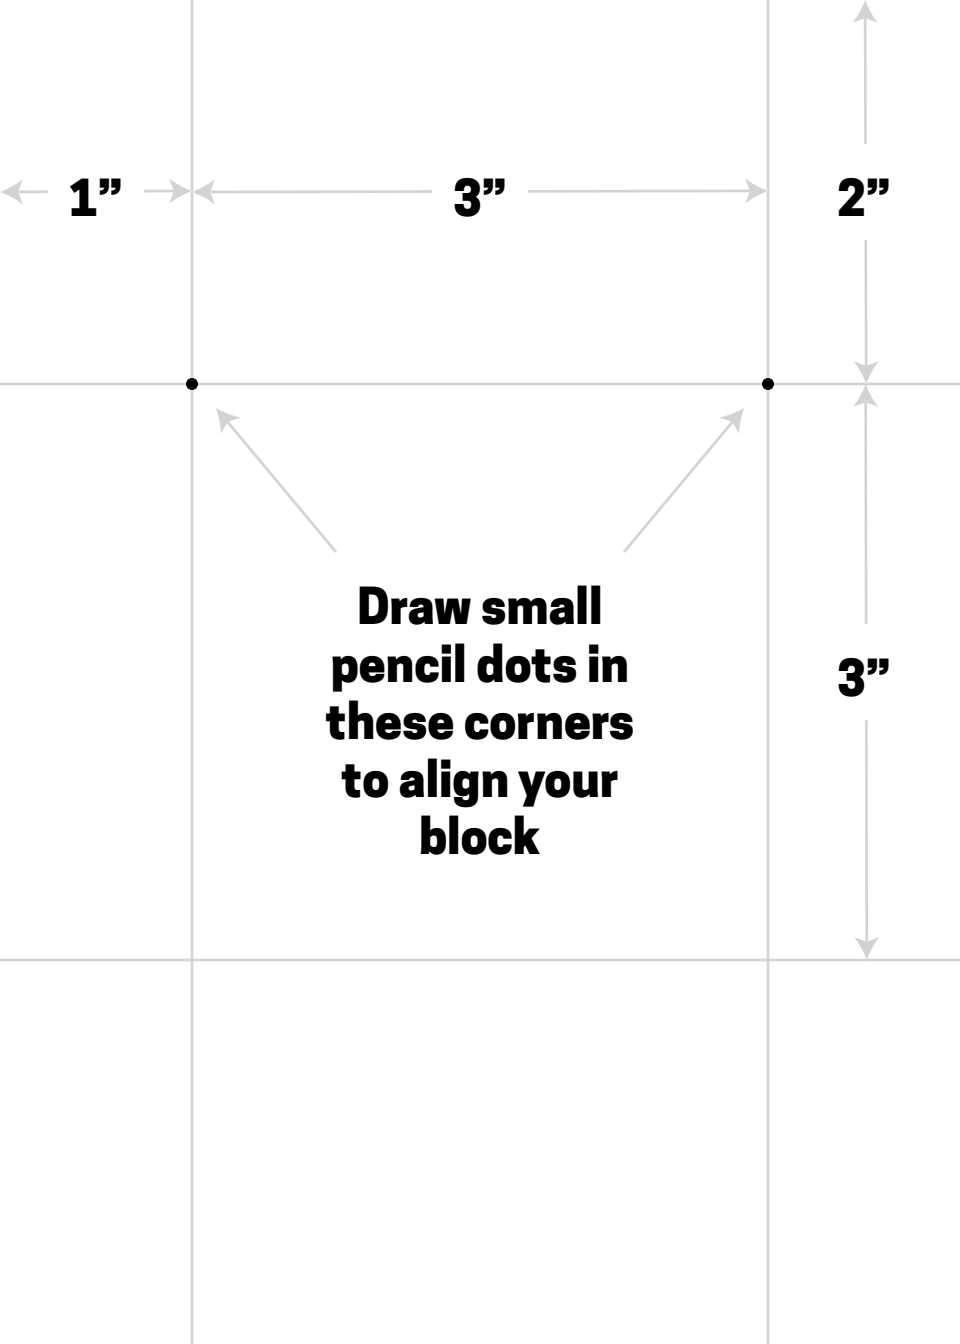 1”
3”
2”
Draw small
pencil dots in
these corners
to align your
block
3”